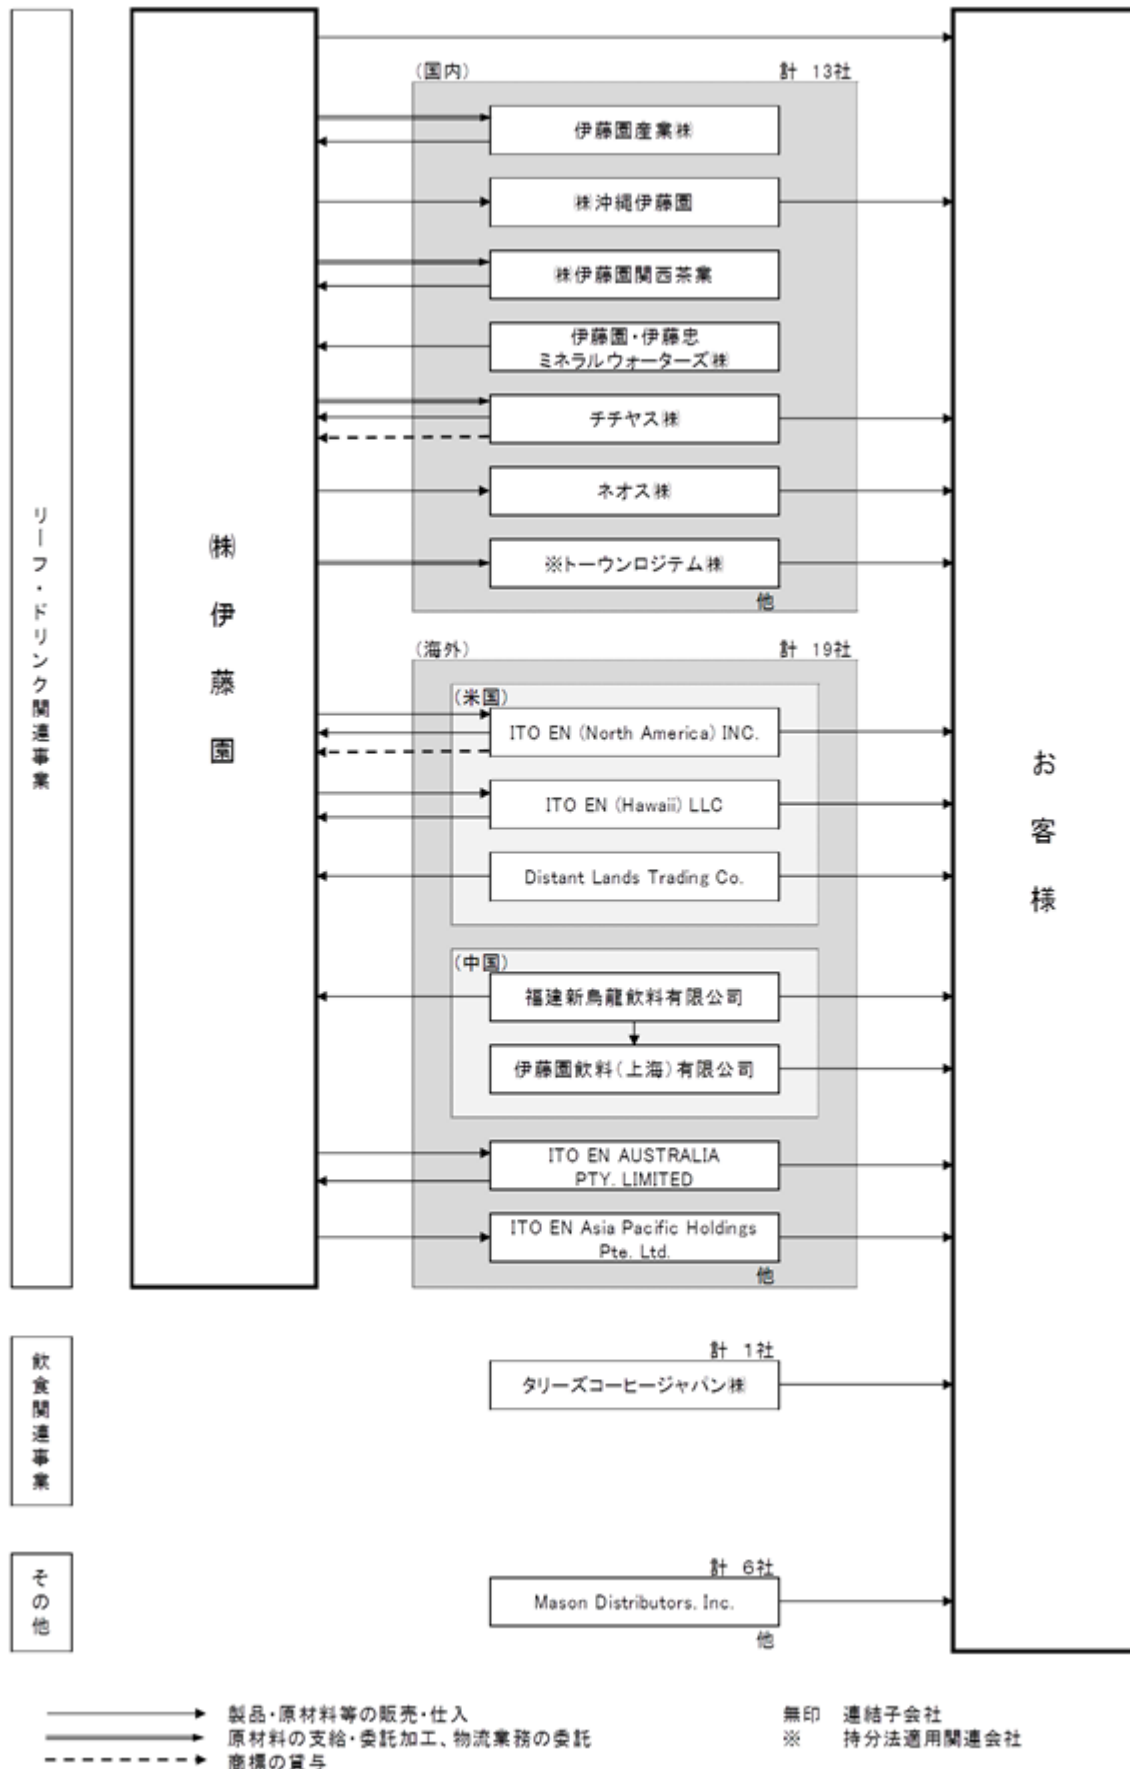 リーフ・ドリンク関連事業
㈱伊藤園
(国内) 計 13社
伊藤園産業㈱
㈱沖縄伊藤園
㈱伊藤園関西茶業
伊藤園・伊藤忠
ミネラルウォーターズ㈱
チチヤス㈱
ネオス㈱
※トーウンロジテム㈱
他
(海外) 計 19社
(米国)
ITO EN (North America) INC.
ITO EN (Hawaii) LLC
Distant Lands Trading Co.
(中国)
福建新烏龍飲料有限公司
伊藤園飲料(上海)有限公司
ITO EN AUSTRALIA
PTY. LIMITED
ITO EN Asia Pacific Holdings
Pte. Ltd.
他
お客様
飲食関連事業
計 1社
タリーズコーヒージャパン㈱
その他
計 6社
Mason Distributors, Inc.
他
製品・原材料等の販売・仕入
原材料の支給・委託加工、物流業務の委託
商標の貸与
無印 連結子会社
※ 持分法適用関連会社